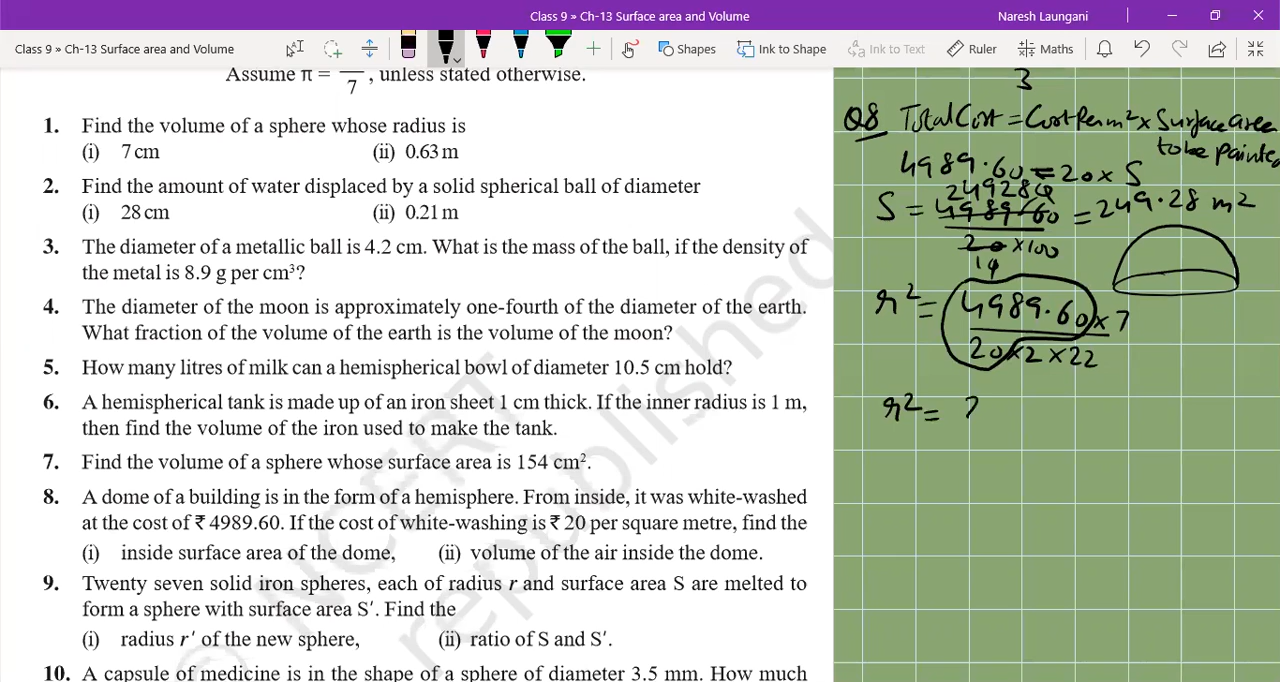 Class 9 » Ch-13 Surface area and Volume
Naresh Laungani
Class 9 » Ch-13 Surface area and Volume
Shapes
Ink to Shape
Ink to Text
Ruler
Maths
Assume π = — 7 , unless stated otherwise.
1. Find the volume of a sphere whose radius is
(i) 7 cm (ii) 0.63 m
2. Find the amount of water displaced by a solid spherical ball of diameter
(i) 28 cm (ii) 0.21 m
3. The diameter of a metallic ball is 4.2 cm. What is the mass of the ball, if the density of
the metal is 8.9 g per cm³?
4. The diameter of the moon is approximately one-fourth of the diameter of the earth.
What fraction of the volume of the earth is the volume of the moon?
5. How many litres of milk can a hemispherical bowl of diameter 10.5 cm hold?
6. A hemispherical tank is made up of an iron sheet 1 cm thick. If the inner radius is 1 m,
then find the volume of the iron used to make the tank.
7. Find the volume of a sphere whose surface area is 154 cm².
8. A dome of a building is in the form of a hemisphere. From inside, it was white-washed
at the cost of ₹ 4989.60. If the cost of white-washing is ₹ 20 per square metre, find the
(i) inside surface area of the dome, (ii) volume of the air inside the dome.
9. Twenty seven solid iron spheres, each of radius r and surface area S are melted to
form a sphere with surface area S′. Find the
(i) radius r′ of the new sphere, (ii) ratio of S and S′.
10. A capsule of medicine is in the shape of a sphere of diameter 3.5 mm. How much
© NCERT
republished
3
Q8 Total Cost = Cost Per m² × Surface area
to be painted
4989.60 = 20 × S
S = 498960 = 249.28 m²
20 × 100
r² = 4989.60 × 7
20 × 2 × 22
r² =